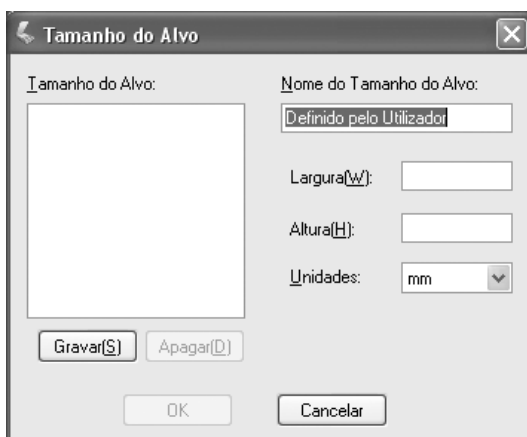 Tamanho do Alvo
Tamanho do Alvo:
Nome do Tamanho do Alvo:
Definido pelo Utilizador
Largura(W):
Altura(H):
Unidades:
mm
Gravar(S)
Apagar(D)
OK
Cancelar